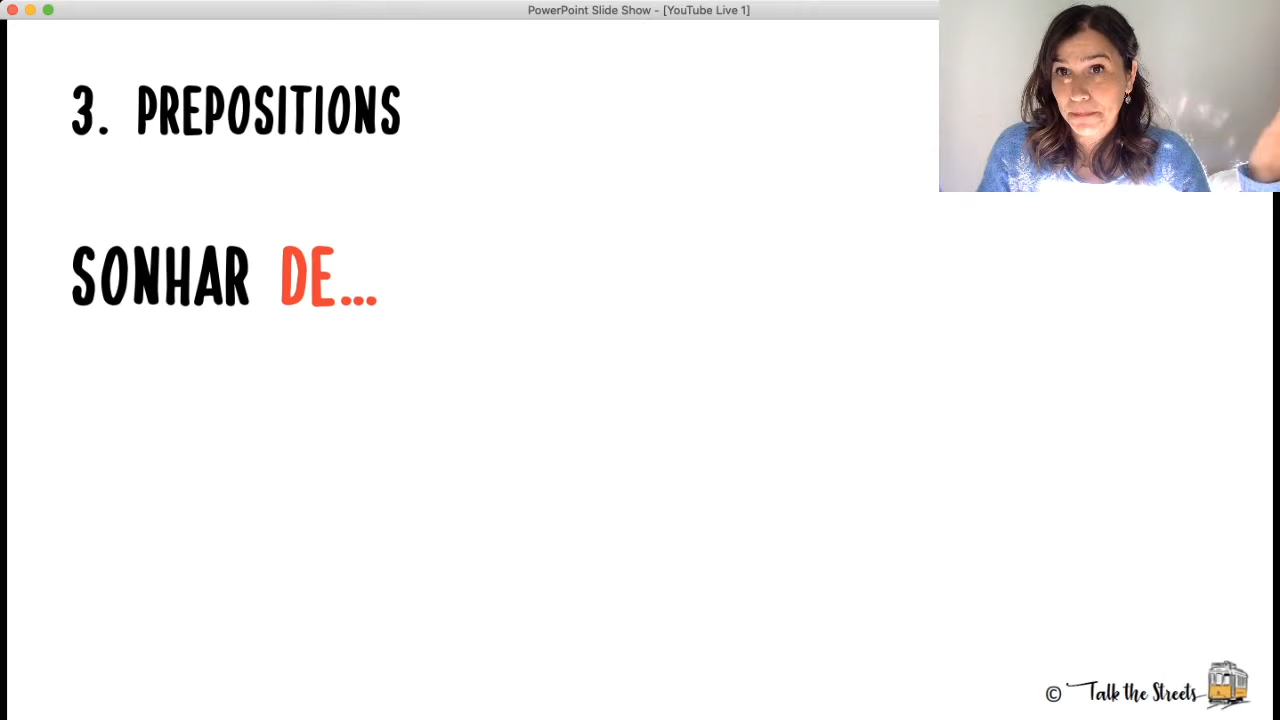 PowerPoint Slide Show - [YouTube Live 1]
3. PREPOSITIONS
SONHAR DE...
© Talk the Streets